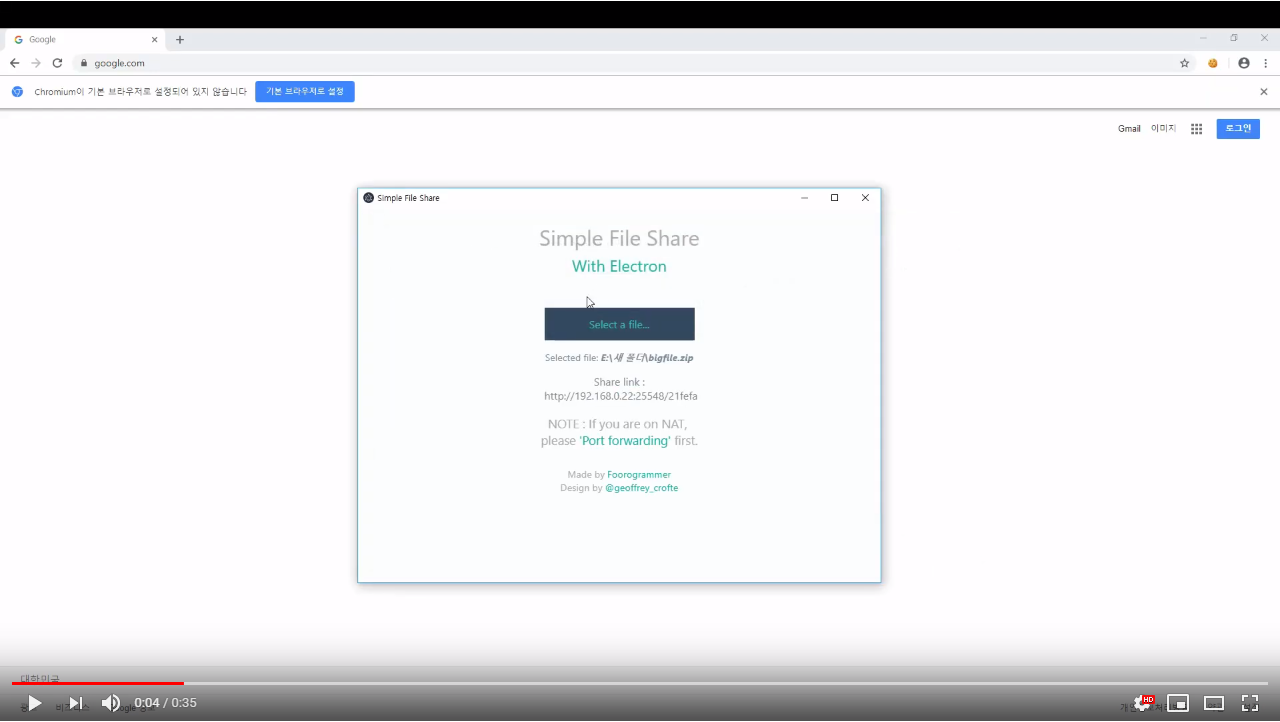 Google
google.com
Chromium이 기본 브라우저로 설정되어 있지 않습니다
기본 브라우저로 설정
Gmail 이미지
로그인
Simple File Share
Simple File Share
With Electron
Select a file...
Selected file: E:\새 폴더\bigfile.zip
Share link :
http://192.168.0.22:25548/21fefa
NOTE : If you are on NAT,
please 'Port forwarding' first.
Made by Foorogrammer
Design by @geoffrey_crofte
대한민국
0:04 / 0:35
HD